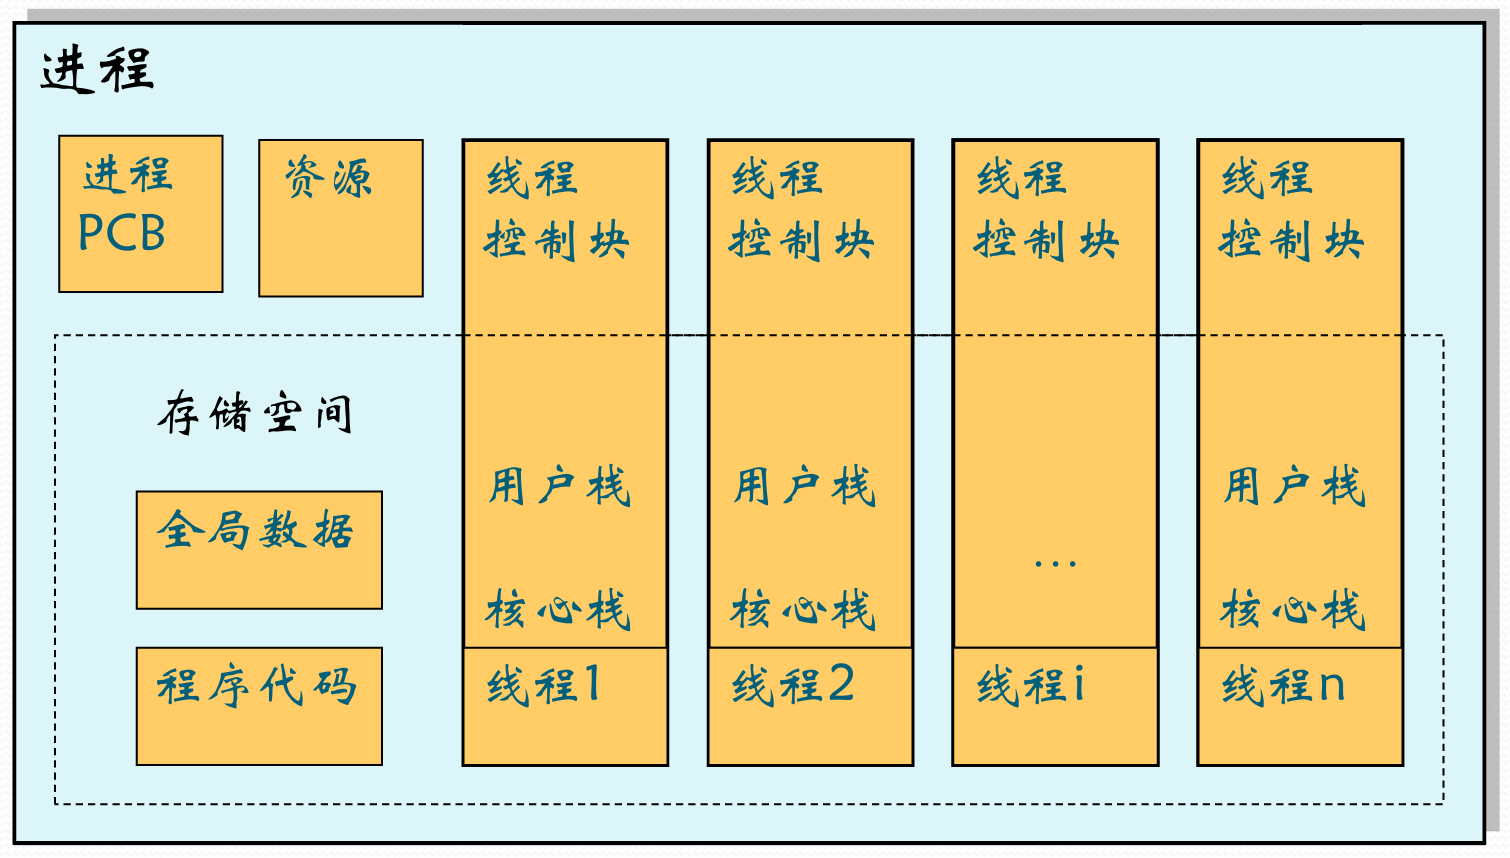 进程
进程
PCB
资源
线程
控制块
线程
控制块
线程
控制块
线程
控制块
存储空间
全局数据
程序代码
用户栈
核心栈
线程1
用户栈
核心栈
线程2
...
线程i
用户栈
核心栈
线程n